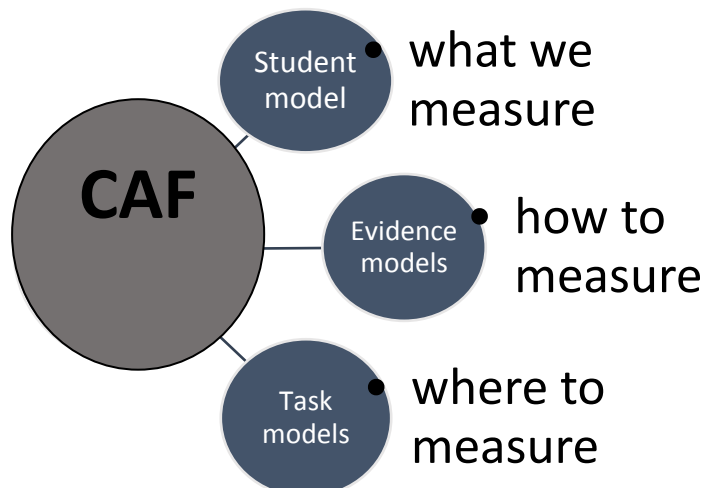 CAF
Student
model
• what we
measure
Evidence
models
• how to
measure
Task
models
• where to
measure